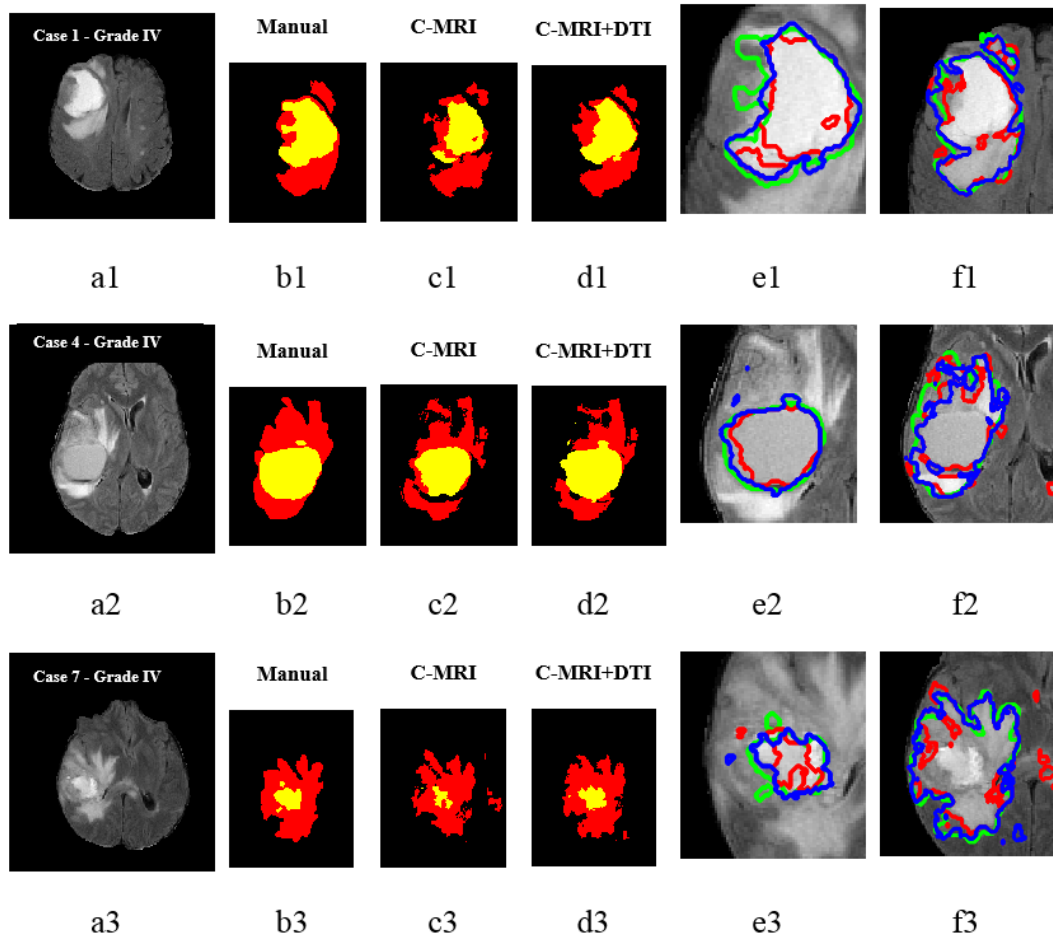 Case 1 - Grade IV
Manual
C-MRI
C-MRI+DTI
a1
b1
c1
d1
e1
f1
Case 4 - Grade IV
Manual
C-MRI
C-MRI+DTI
a2
b2
c2
d2
e2
f2
Case 7 - Grade IV
Manual
C-MRI
C-MRI+DTI
a3
b3
c3
d3
e3
f3